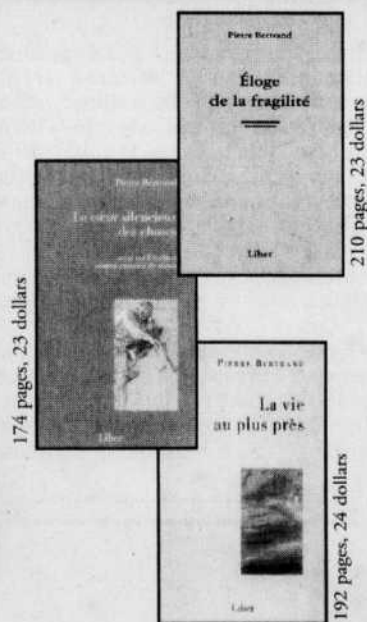 Pierre Bertrand
Éloge
de la fragilité
Liber
210 pages, 23 dollars
Pierre Bertrand
Le cœur silencieux
des choses
Liber
174 pages, 23 dollars
PIERRE BERTRAND
La vie
au plus près
Liber
192 pages, 24 dollars